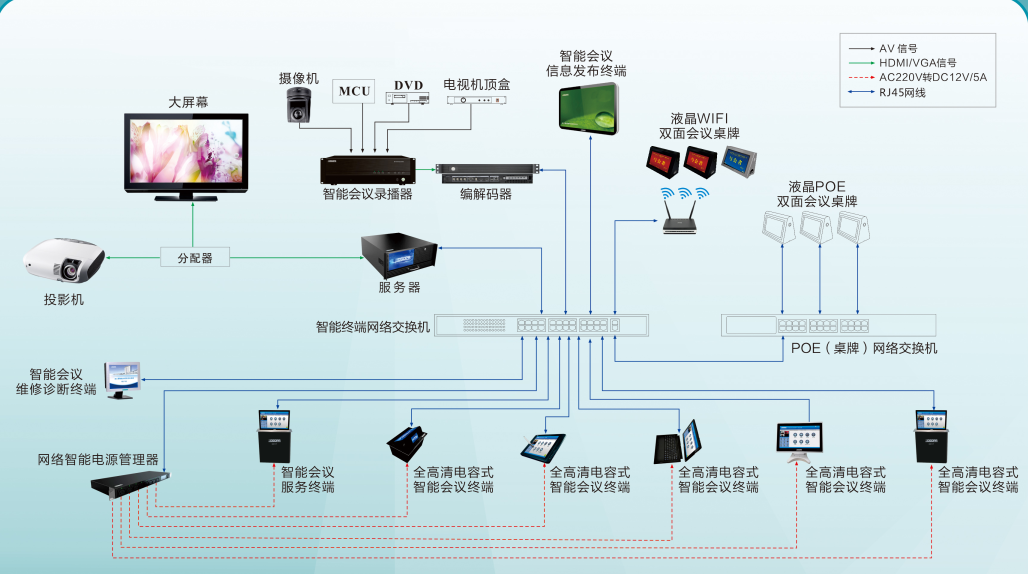 AV 信号
HDMI/VGA信号
AC220V转DC12V/5A
RJ45网线
智能会议
信息发布终端
摄像机
MCU
DVD
电视机顶盒
大屏幕
液晶WIFI
双面会议桌牌
智能会议录播器
编解码器
液晶POE
双面会议桌牌
分配器
投影机
服务器
智能终端网络交换机
POE（桌牌）网络交换机
智能会议
维修诊断终端
网络智能电源管理器
智能会议
服务终端
全高清电容式
智能会议终端
全高清电容式
智能会议终端
全高清电容式
智能会议终端
全高清电容式
智能会议终端
全高清电容式
智能会议终端